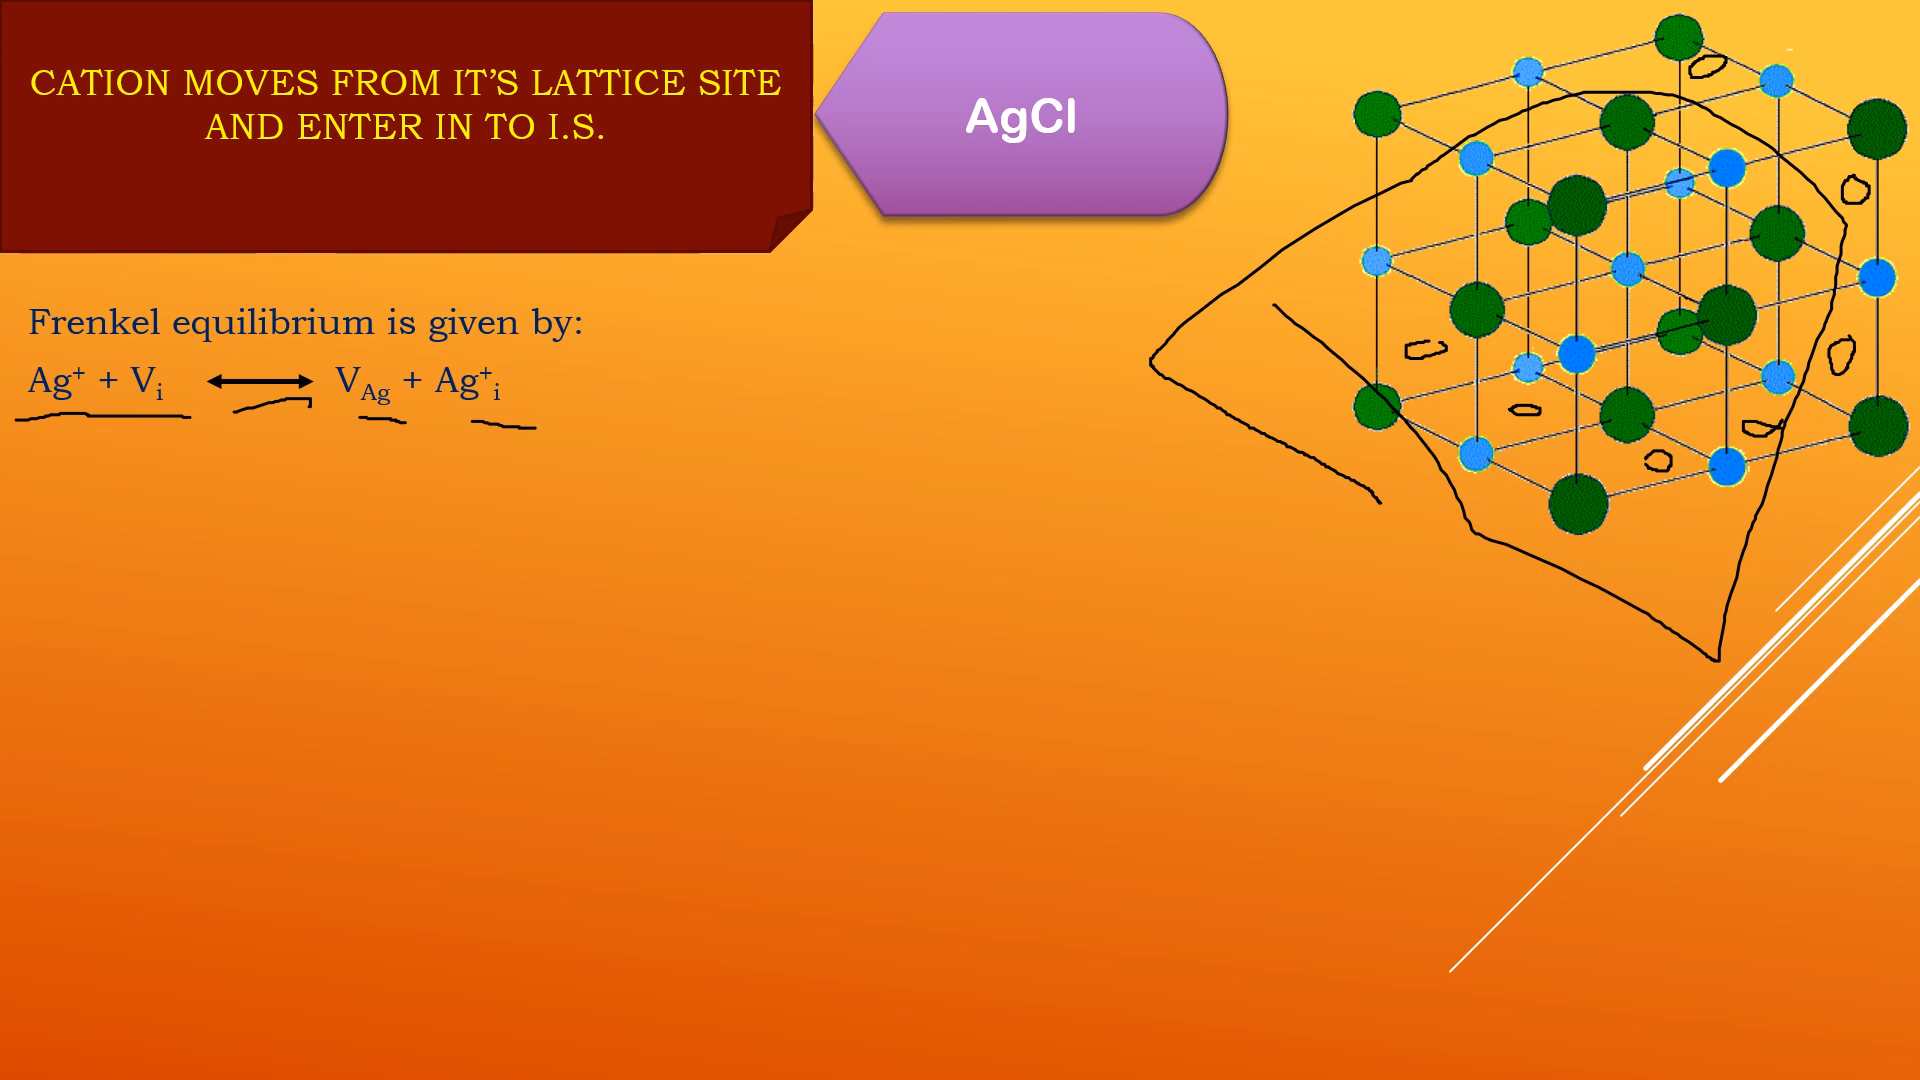 CATION MOVES FROM IT’S LATTICE SITE
AND ENTER IN TO I.S.
AgCl
Frenkel equilibrium is given by:
Ag⁺ + Vᵢ ⟷ V_Ag + Ag⁺ᵢ